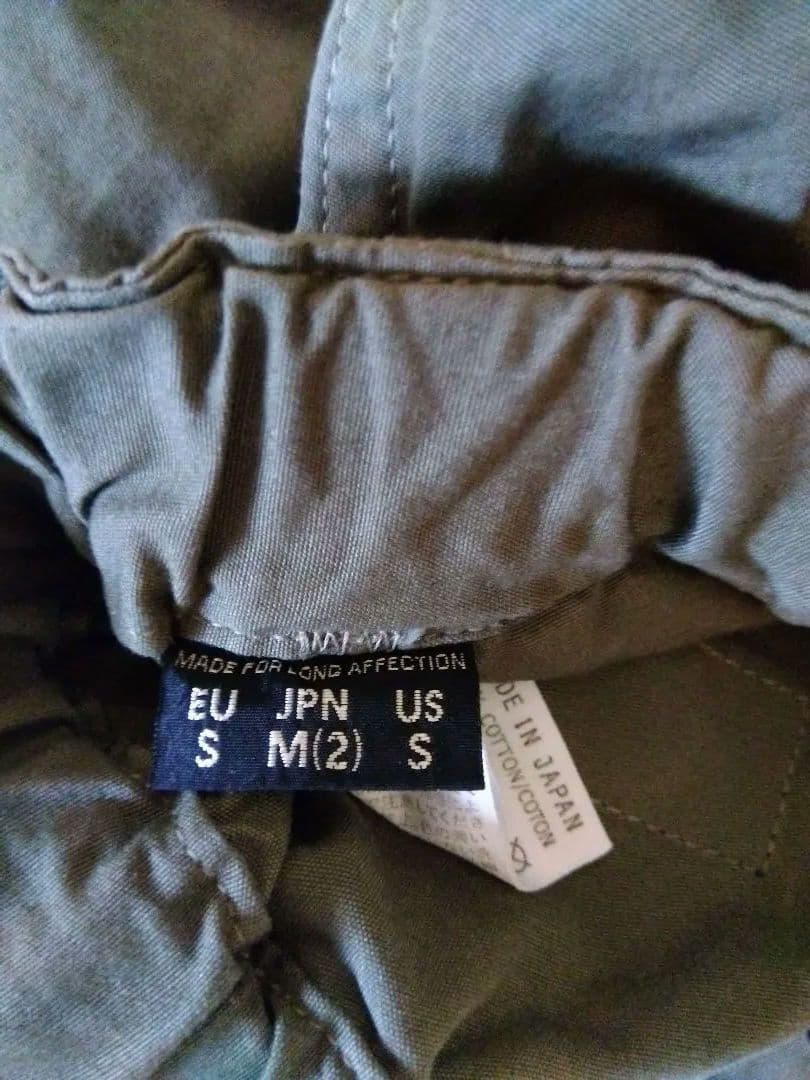 MADE FOR LONG AFFECTION
EU JPN US
S M(2) S
DE IN JAPAN
COTTON/COTON